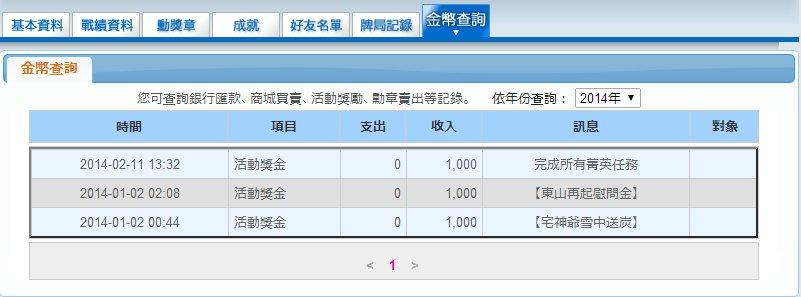 基本資料 戰績資料 勳獎章 成就 好友名單 牌局記錄 金幣查詢
金幣查詢
您可查詢銀行匯款、商城買賣、活動獎勵、勳章賣出等記錄。 依年份查詢： 2014年
時間 項目 支出 收入 訊息 對象
2014-02-11 13:32 活動獎金 0 1,000 完成所有菁英任務
2014-01-02 02:08 活動獎金 0 1,000 【東山再起慰問金】
2014-01-02 00:44 活動獎金 0 1,000 【宅神爺雪中送炭】
< 1 >